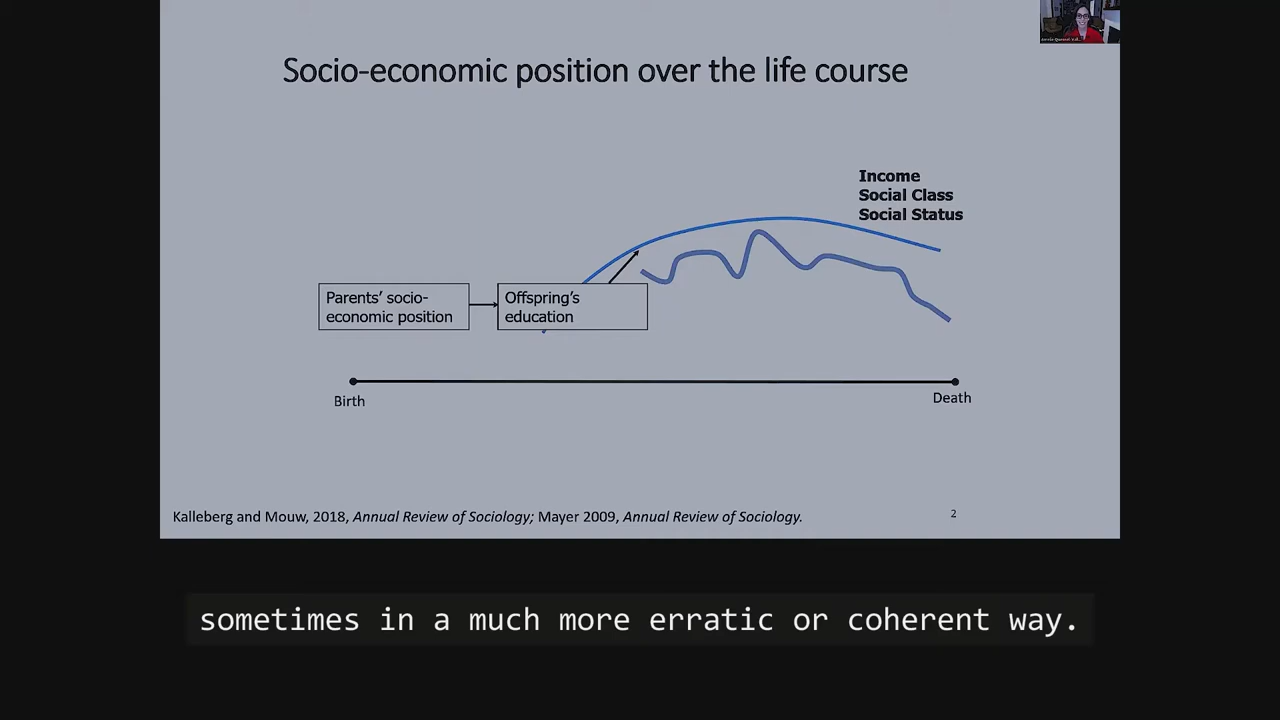 Socio-economic position over the life course
Income
Social Class
Social Status
Parents' socio-
economic position
Offspring's
education
Birth
Death
Kalleberg and Mouw, 2018, Annual Review of Sociology; Mayer 2009, Annual Review of Sociology.
2
sometimes in a much more erratic or coherent way.